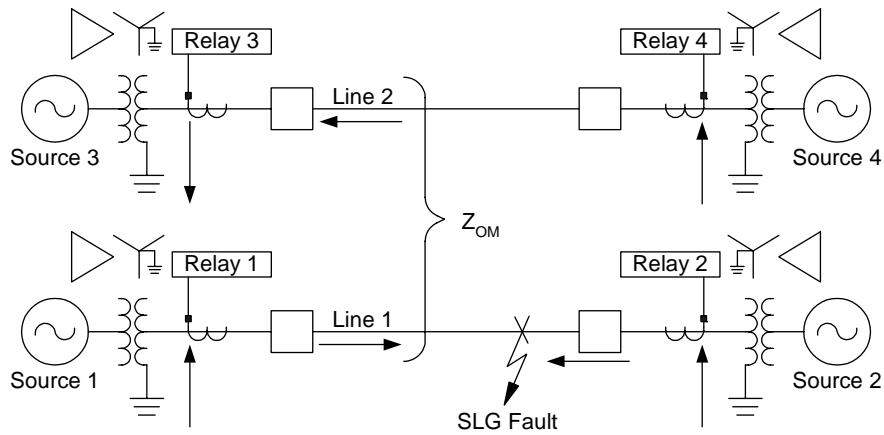 Relay 3
Relay 4
Line 2
Source 3
Source 4
ZOM
Relay 1
Relay 2
Line 1
Source 1
Source 2
SLG Fault